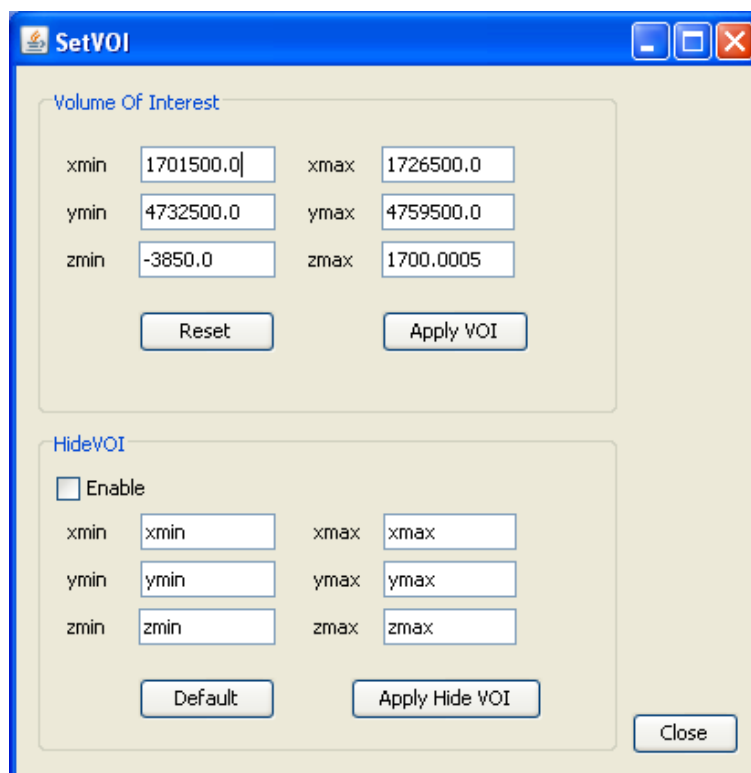 SetVOI
Volume Of Interest
xmin 1701500.0 xmax 1726500.0
ymin 4732500.0 ymax 4759500.0
zmin -3850.0 zmax 1700.0005
Reset Apply VOI
HideVOI
Enable
xmin xmin xmax xmax
ymin ymin ymax ymax
zmin zmin zmax zmax
Default Apply Hide VOI
Close